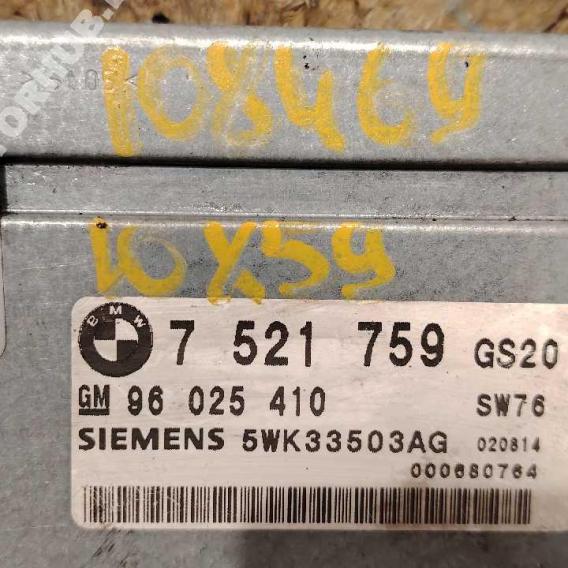 108469
10X59
BMW 7 521 759 GS20
GM 96 025 410 SW76
SIEMENS 5WK33503AG 020814
000680764